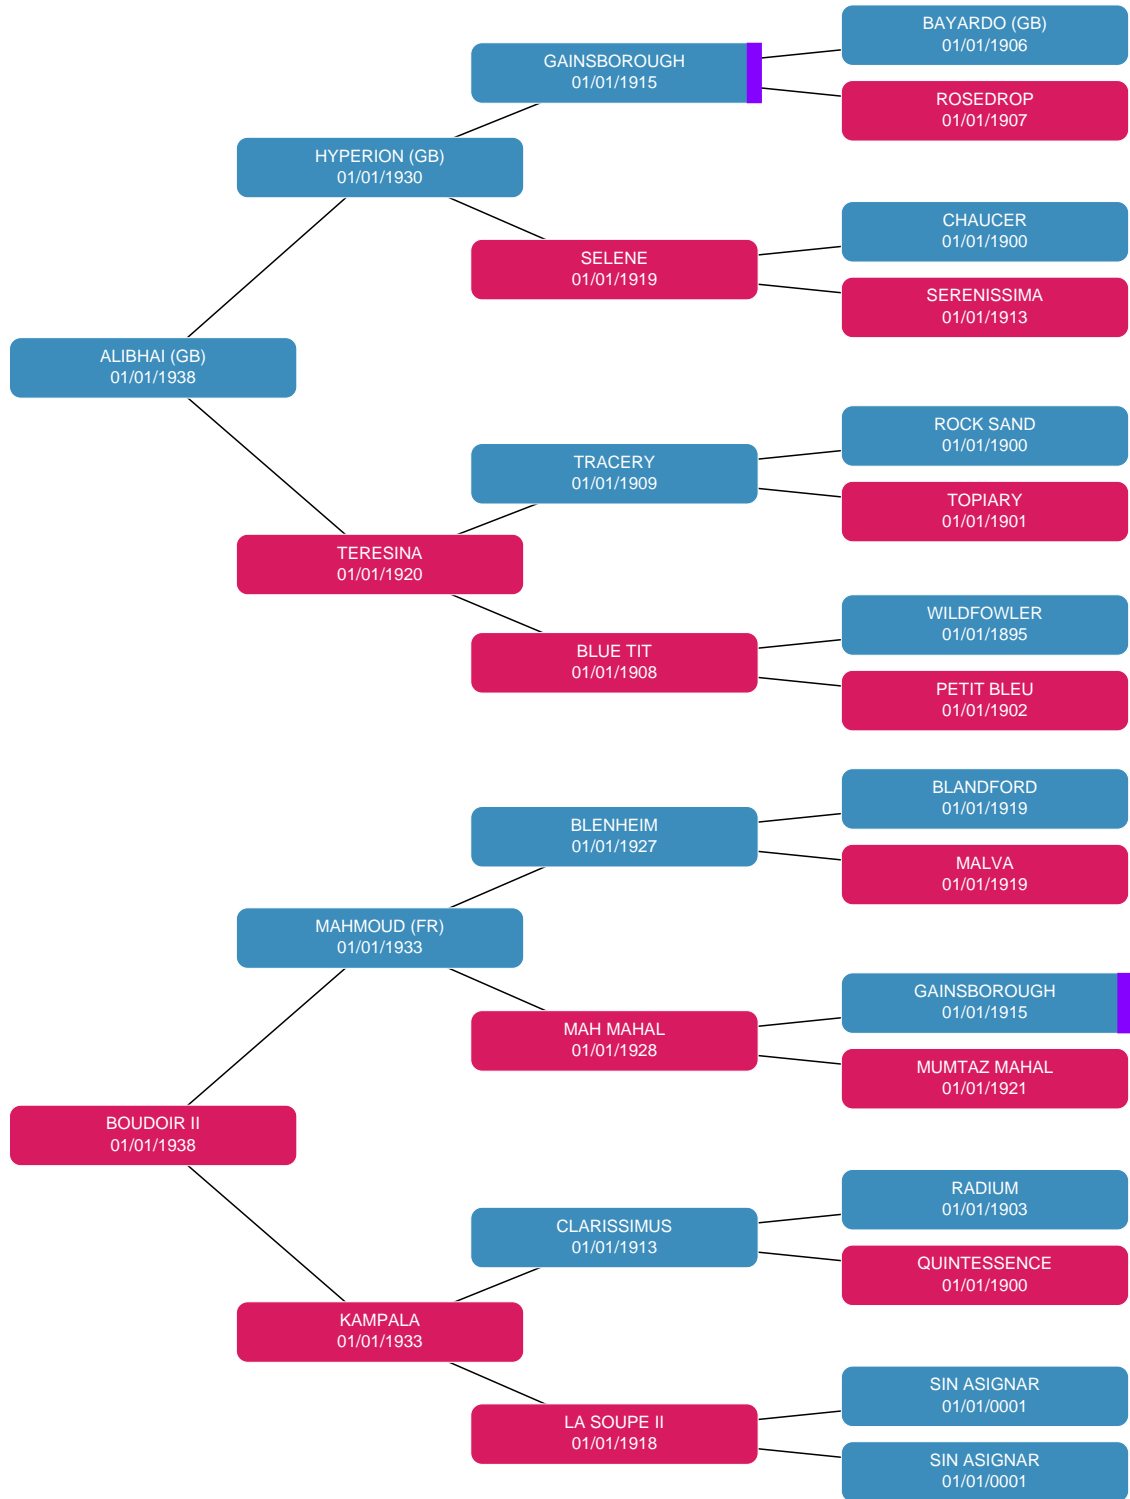 BAYARDO (GB)
01/01/1906
GAINSBOROUGH
01/01/1915
ROSEDROP
01/01/1907
HYPERION (GB)
01/01/1930
CHAUCER
01/01/1900
SELENE
01/01/1919
SERENISSIMA
01/01/1913
ALIBHAI (GB)
01/01/1938
ROCK SAND
01/01/1900
TRACERY
01/01/1909
TOPIARY
01/01/1901
TERESINA
01/01/1920
WILDFOWLER
01/01/1895
BLUE TIT
01/01/1908
PETIT BLEU
01/01/1902
BLANDFORD
01/01/1919
BLENHEIM
01/01/1927
MALVA
01/01/1919
MAHMOUD (FR)
01/01/1933
GAINSBOROUGH
01/01/1915
MAH MAHAL
01/01/1928
MUMTAZ MAHAL
01/01/1921
BOUDOIR II
01/01/1938
RADIUM
01/01/1903
CLARISSIMUS
01/01/1913
QUINTESSENCE
01/01/1900
KAMPALA
01/01/1933
SIN ASIGNAR
01/01/0001
LA SOUPE II
01/01/1918
SIN ASIGNAR
01/01/0001